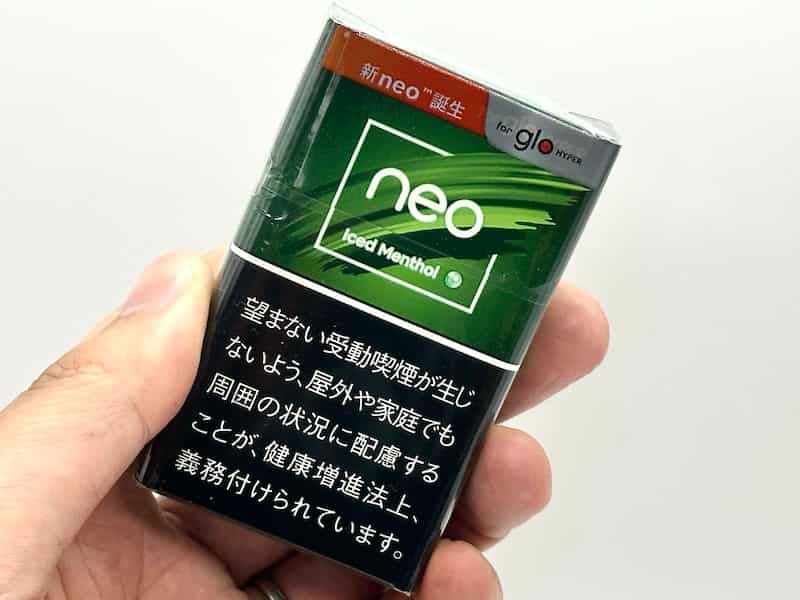 新neo™誕生
for glo HYPER
neo
Iced Menthol
望まない受動喫煙が生じ
ないよう、屋外や家庭でも
周囲の状況に配慮する
ことが、健康増進法上、
義務付けられています。